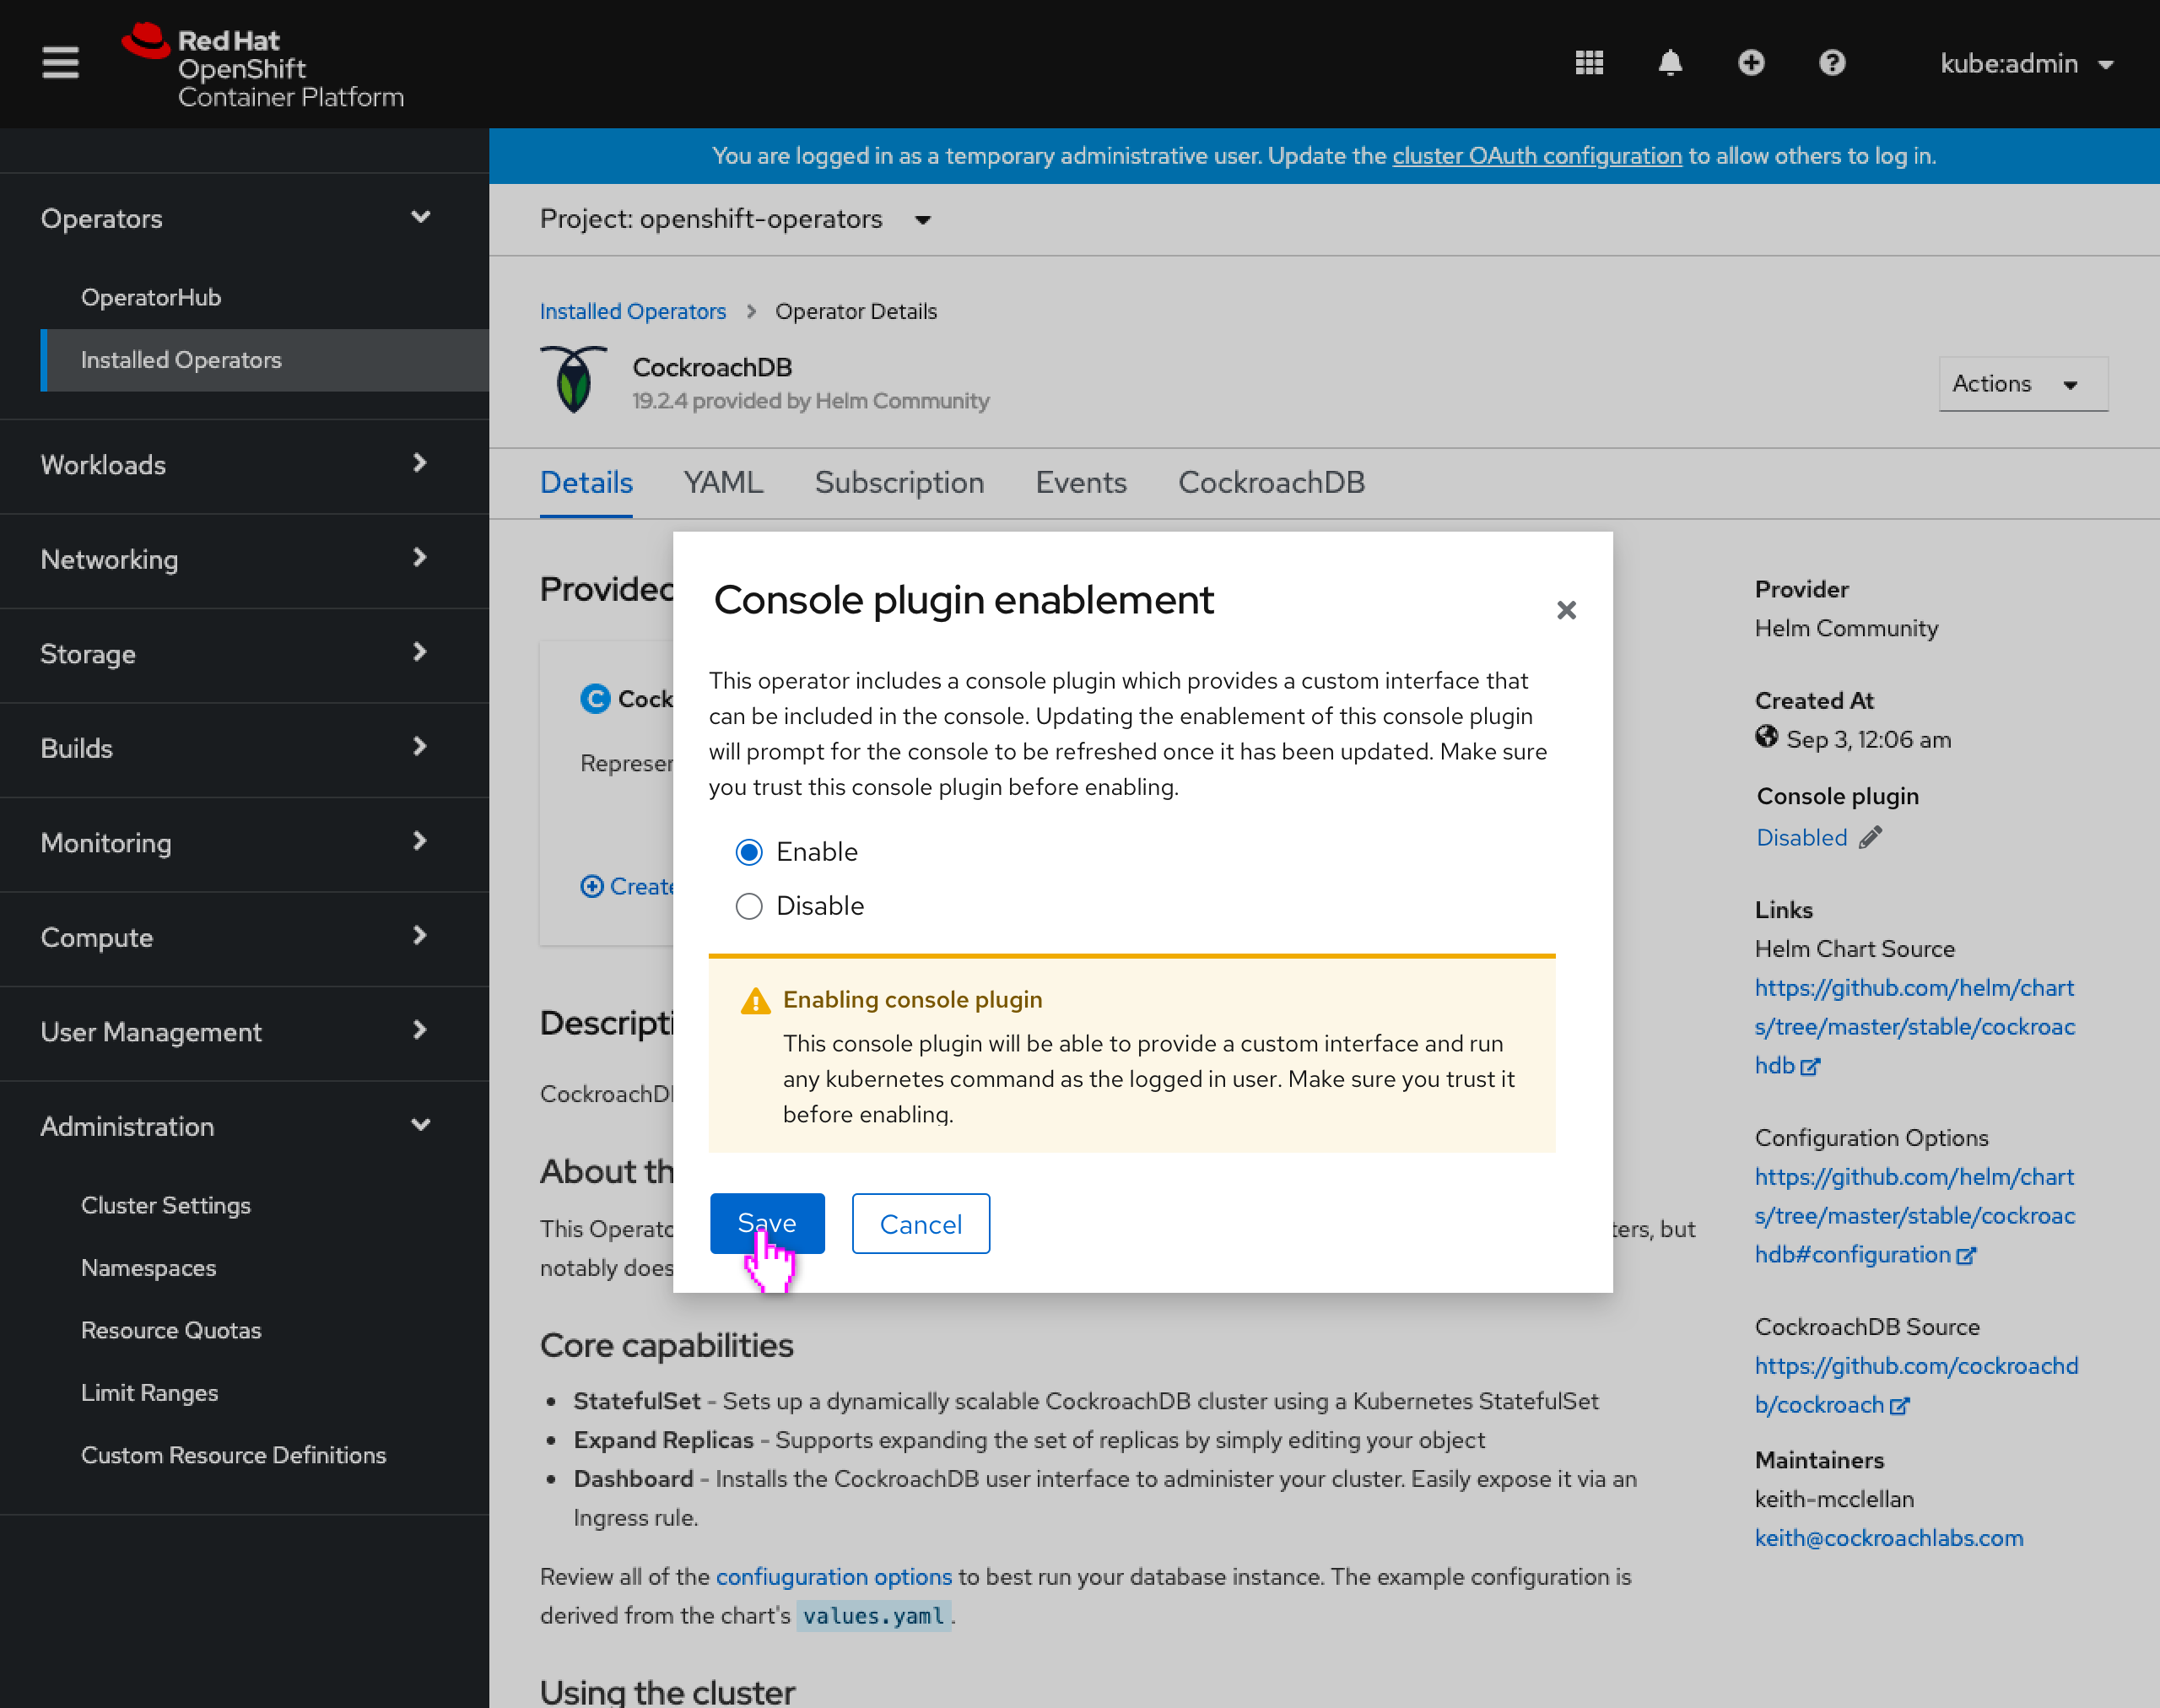 Red Hat
OpenShift
Container Platform
kube:admin
You are logged in as a temporary administrative user. Update the cluster OAuth configuration to allow others to log in.
Operators
OperatorHub
Installed Operators
Workloads
Networking
Storage
Builds
Monitoring
Compute
User Management
Administration
Cluster Settings
Namespaces
Resource Quotas
Limit Ranges
Custom Resource Definitions
Project: openshift-operators
Installed Operators > Operator Details
CockroachDB
19.2.4 provided by Helm Community
Actions
Details YAML Subscription Events CockroachDB
Console plugin enablement
This operator includes a console plugin which provides a custom interface that
can be included in the console. Updating the enablement of this console plugin
will prompt for the console to be refreshed once it has been updated. Make sure
you trust this console plugin before enabling.
Enable
Disable
Enabling console plugin
This console plugin will be able to provide a custom interface and run
any kubernetes command as the logged in user. Make sure you trust it
before enabling.
Save
Cancel
C
Create
About
This
notably does
but
Core capabilities
• StatefulSet - Sets up a dynamically scalable CockroachDB cluster using a Kubernetes StatefulSet
• Expand Replicas - Supports expanding the set of replicas by simply editing your object
• Dashboard - Installs the CockroachDB user interface to administer your cluster. Easily expose it via an
Ingress rule.
Review all of the confiuguration options to best run your database instance. The example configuration is
derived from the chart's values.yaml.
Using the cluster
Provider
Helm Community
Created At
Sep 3, 12:06 am
Console plugin
Disabled
Links
Helm Chart Source
https://github.com/helm/chart
s/tree/master/stable/cockroac
hdb
Configuration Options
https://github.com/helm/chart
s/tree/master/stable/cockroac
hdb#configuration
CockroachDB Source
https://github.com/cockroachd
b/cockroach
Maintainers
keith-mcclellan
keith@cockroachlabs.com